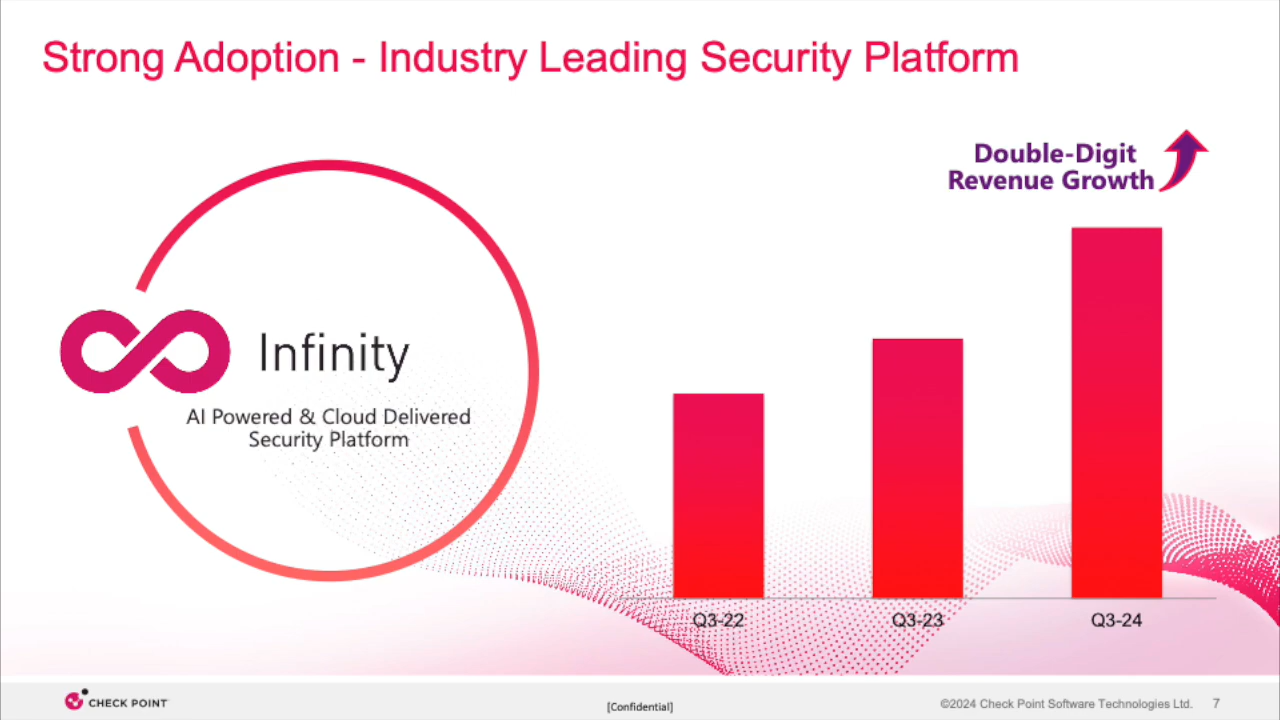 Strong Adoption - Industry Leading Security Platform
Double-Digit
Revenue Growth
Infinity
AI Powered & Cloud Delivered
Security Platform
Q3-22
Q3-23
Q3-24
CHECK POINT
[Confidential]
©2024 Check Point Software Technologies Ltd.
7